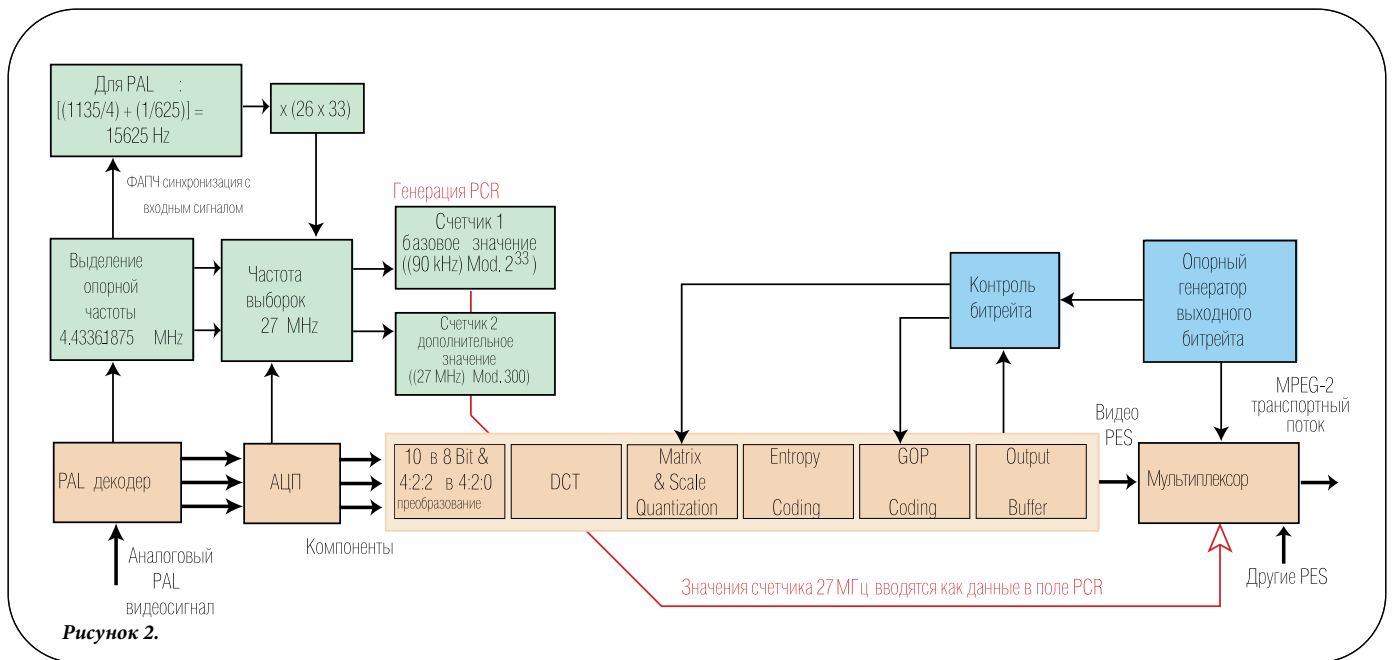 Для PAL :
[(1135/4) + (1/625)] =
15625 Hz
x (26 x 33)
ФАПЧ синхронизация с
входным сигналом
Генерация PCR
Счетчик 1
базовое значение
((90 kHz) Mod. 2³³)
Выделение
опорной
частоты
4.43361875 MHz
Частота
выборок
27 MHz
Счетчик 2
дополнительное
значение
((27 MHz) Mod. 300)
Контроль
битрейта
Опорный
генератор
выходного
битрейта
MPEG-2
транспортный
поток
Видео
PES
PAL декодер
АЦП
10 в 8 Bit &
4:2:2 в 4:2:0
преобразование
DCT
Matrix
& Scale
Quantization
Entropy
Coding
GOP
Coding
Output
Buffer
Мультиплексор
Компоненты
Аналоговый
PAL
видеосигнал
Значения счетчика 27 МГц вводятся как данные в поле PCR
Другие PES
Рисунок 2.